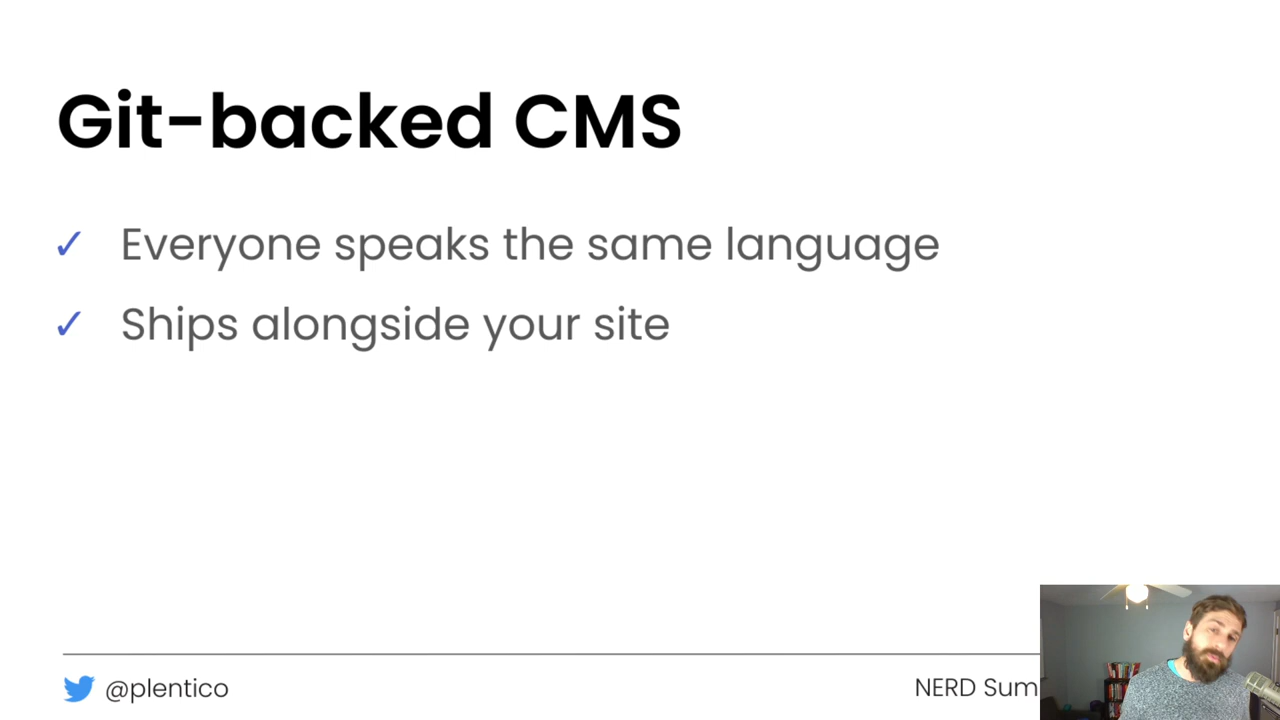 Git-backed CMS
✓ Everyone speaks the same language
✓ Ships alongside your site
@plentico
NERD Sum